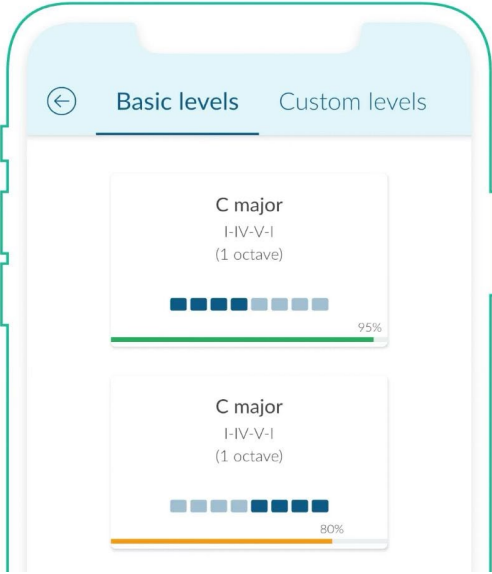 Basic levels Custom levels
C major
I-IV-V-I
(1 octave)
95%
C major
I-IV-V-I
(1 octave)
80%